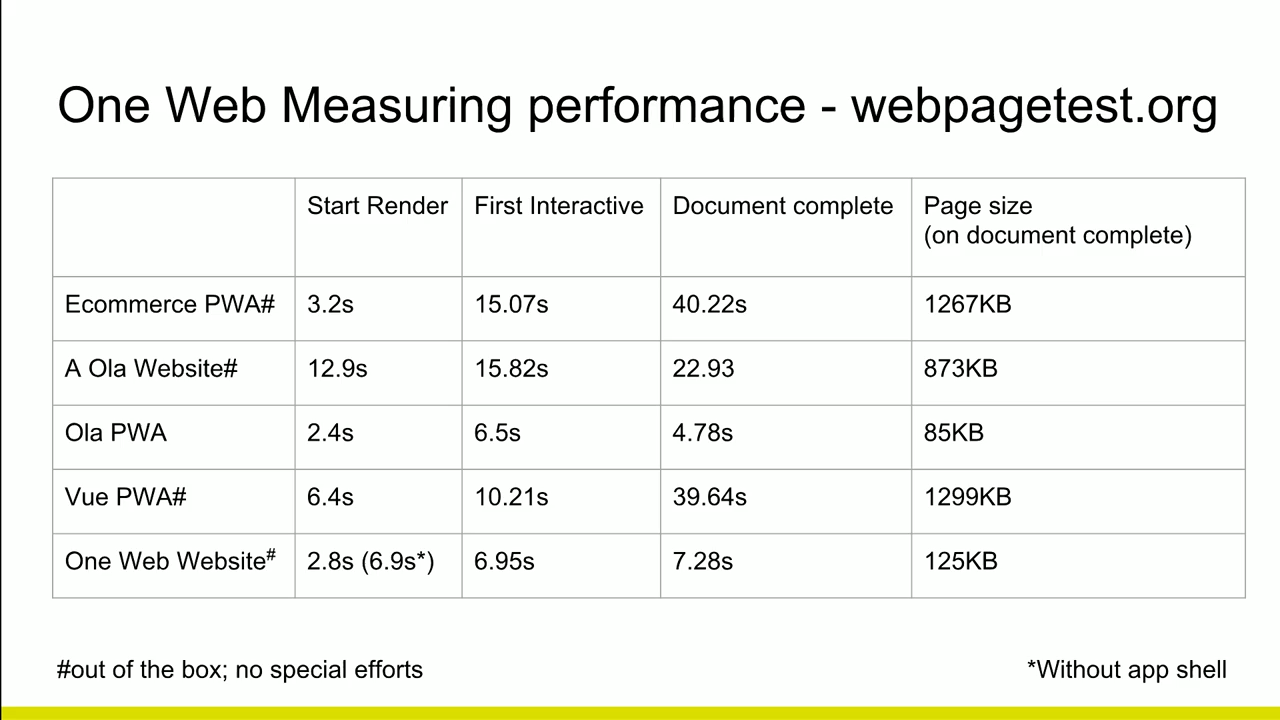 One Web Measuring performance - webpagetest.org
Start Render First Interactive Document complete Page size
(on document complete)
Ecommerce PWA# 3.2s 15.07s 40.22s 1267KB
A Ola Website# 12.9s 15.82s 22.93 873KB
Ola PWA 2.4s 6.5s 4.78s 85KB
Vue PWA# 6.4s 10.21s 39.64s 1299KB
One Web Website# 2.8s (6.9s*) 6.95s 7.28s 125KB
#out of the box; no special efforts *Without app shell